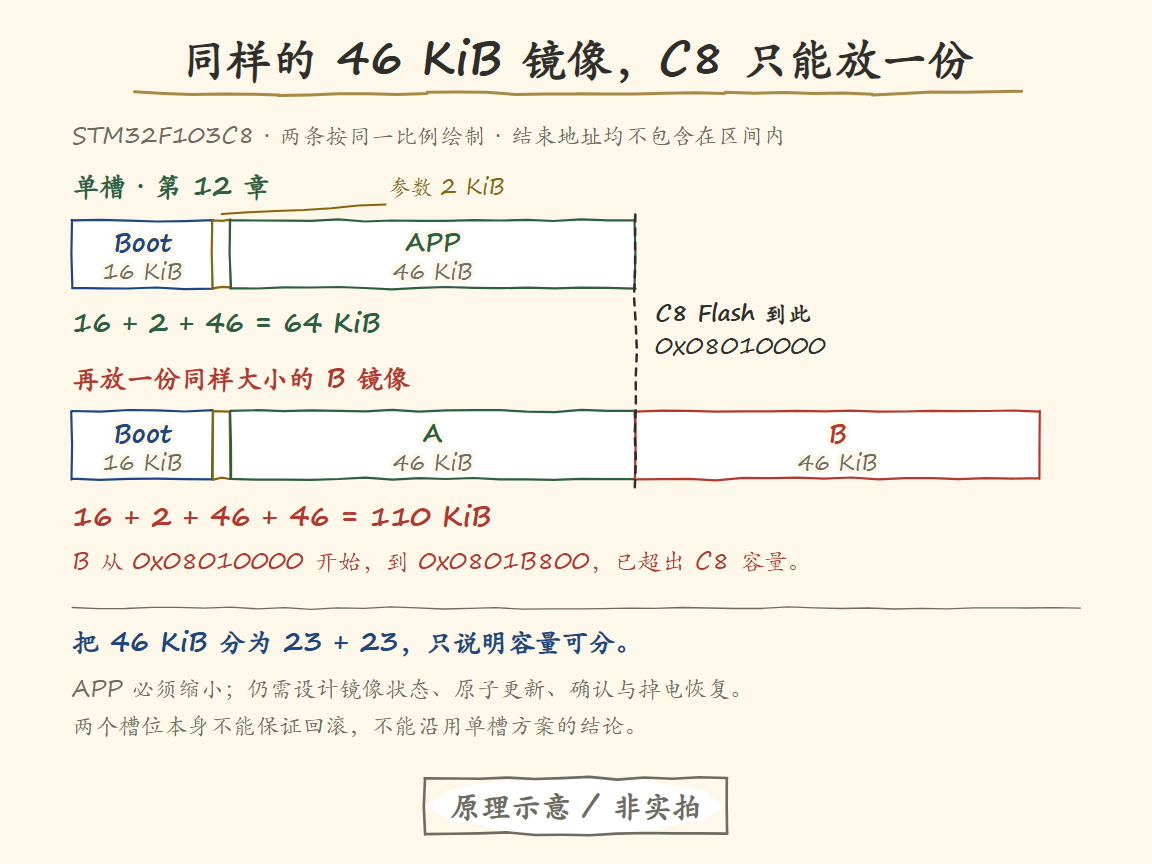 同样的 46 KiB 镜像，C8 只能放一份
STM32F103C8 · 两条按同一比例绘制 · 结束地址均不包含在区间内
单槽 · 第 12 章
参数 2 KiB
Boot
16 KiB
APP
46 KiB
16 + 2 + 46 = 64 KiB
C8 Flash 到此
0x08010000
再放一份同样大小的 B 镜像
Boot
16 KiB
A
46 KiB
B
46 KiB
16 + 2 + 46 + 46 = 110 KiB
B 从 0x08010000 开始，到 0x0801B800，已超出 C8 容量。
把 46 KiB 分为 23 + 23，只说明容量可分。
APP 必须缩小；仍需设计镜像状态、原子更新、确认与掉电恢复。
两个槽位本身不能保证回滚，不能沿用单槽方案的结论。
原理示意 / 非实拍